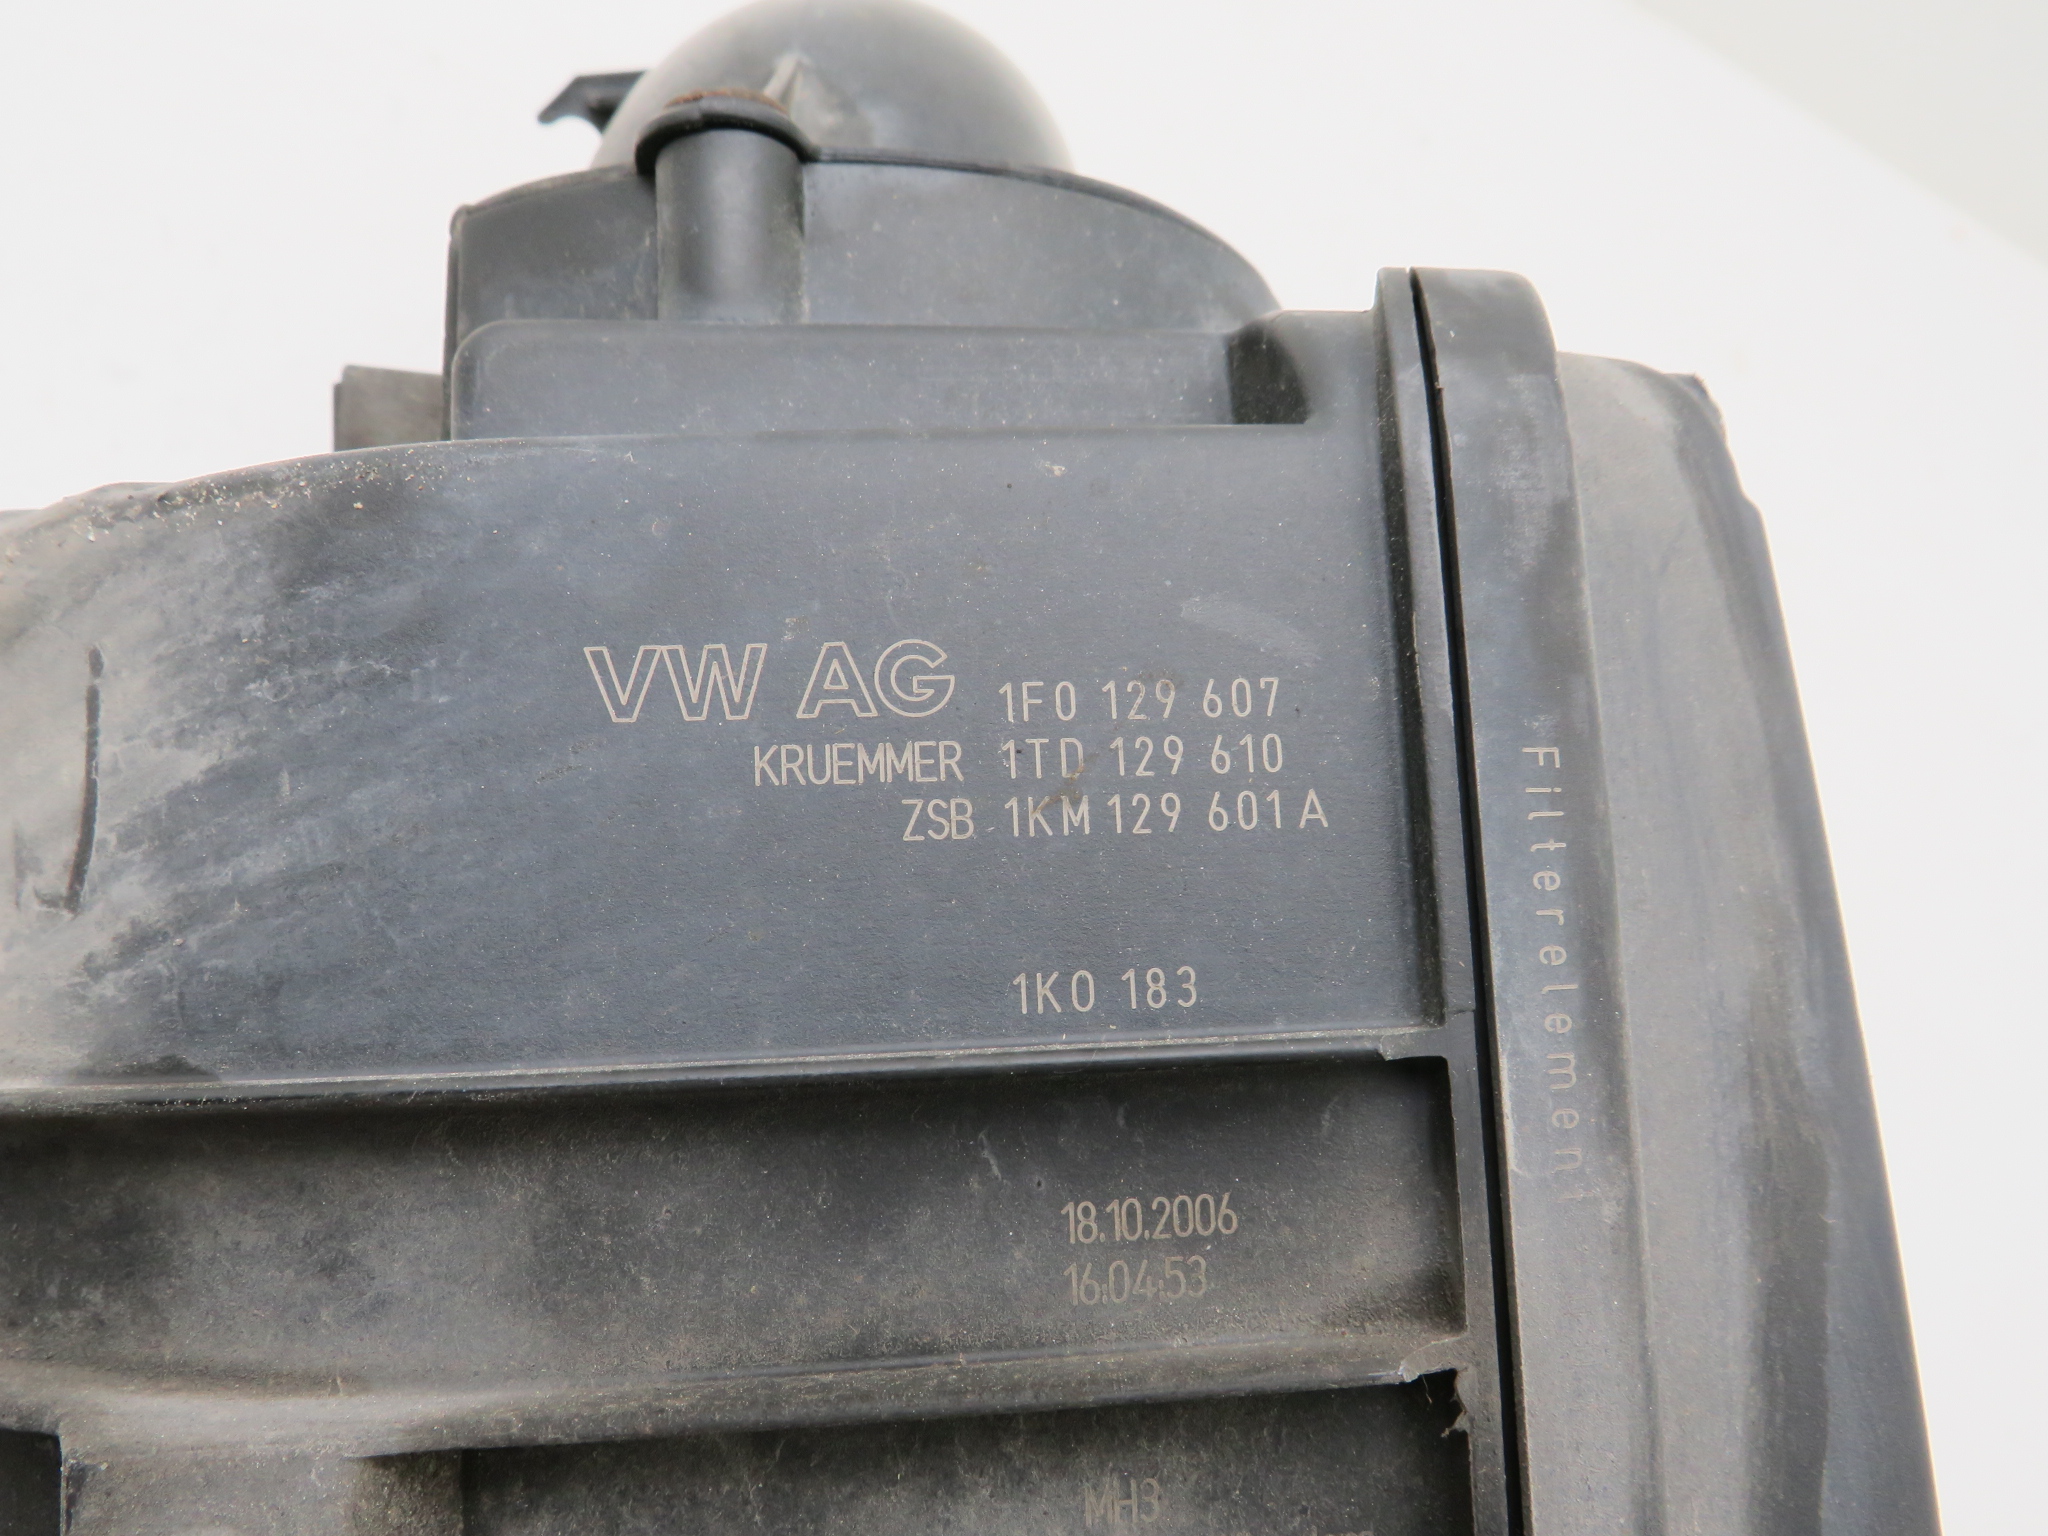 VW AG 1F0 129 607
KRUEMMER 1TD 129 610
ZSB 1KM 129 601 A
1K0 183
18.10.2006
16:04:53
MH3
Filterelement